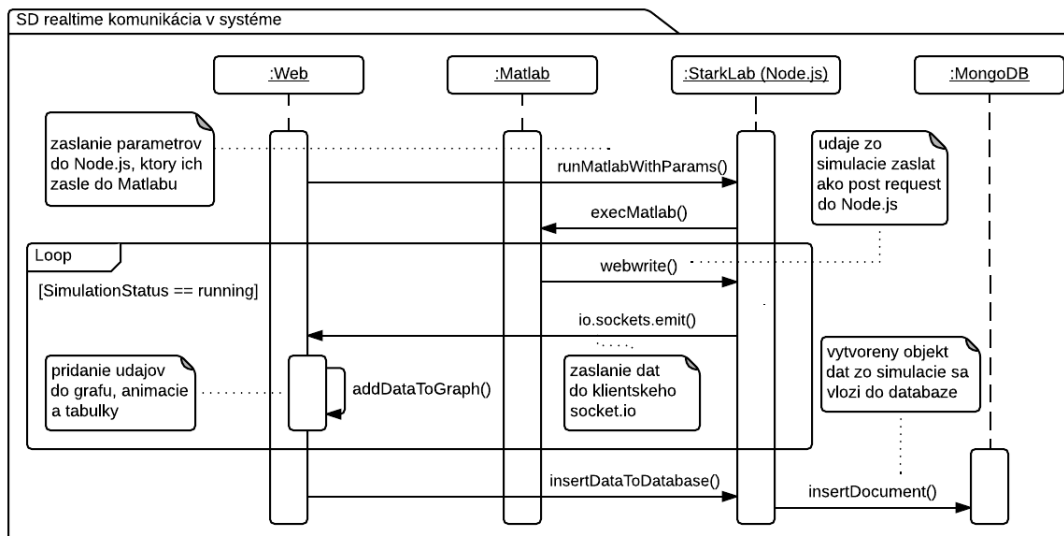 SD realtime komunikácia v systéme
:Web
:Matlab
:StarkLab (Node.js)
:MongoDB
zaslanie parametrov
do Node.js, ktory ich
zasle do Matlabu
udaje zo
simulacie zaslat
ako post request
do Node.js
runMatlabWithParams()
execMatlab()
Loop
[SimulationStatus == running]
webwrite()
io.sockets.emit()
pridanie udajov
do grafu, animacie
a tabulky
addDataToGraph()
zaslanie dat
do klientskeho
socket.io
vytvoreny objekt
dat zo simulacie sa
vlozi do databaze
insertDataToDatabase()
insertDocument()